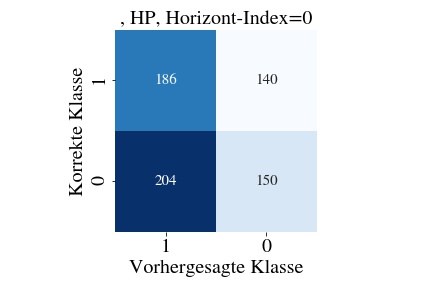 , HP, Horizont-Index=0
Korrekte Klasse
1
186
140
0
204
150
1
0
Vorhergesagte Klasse